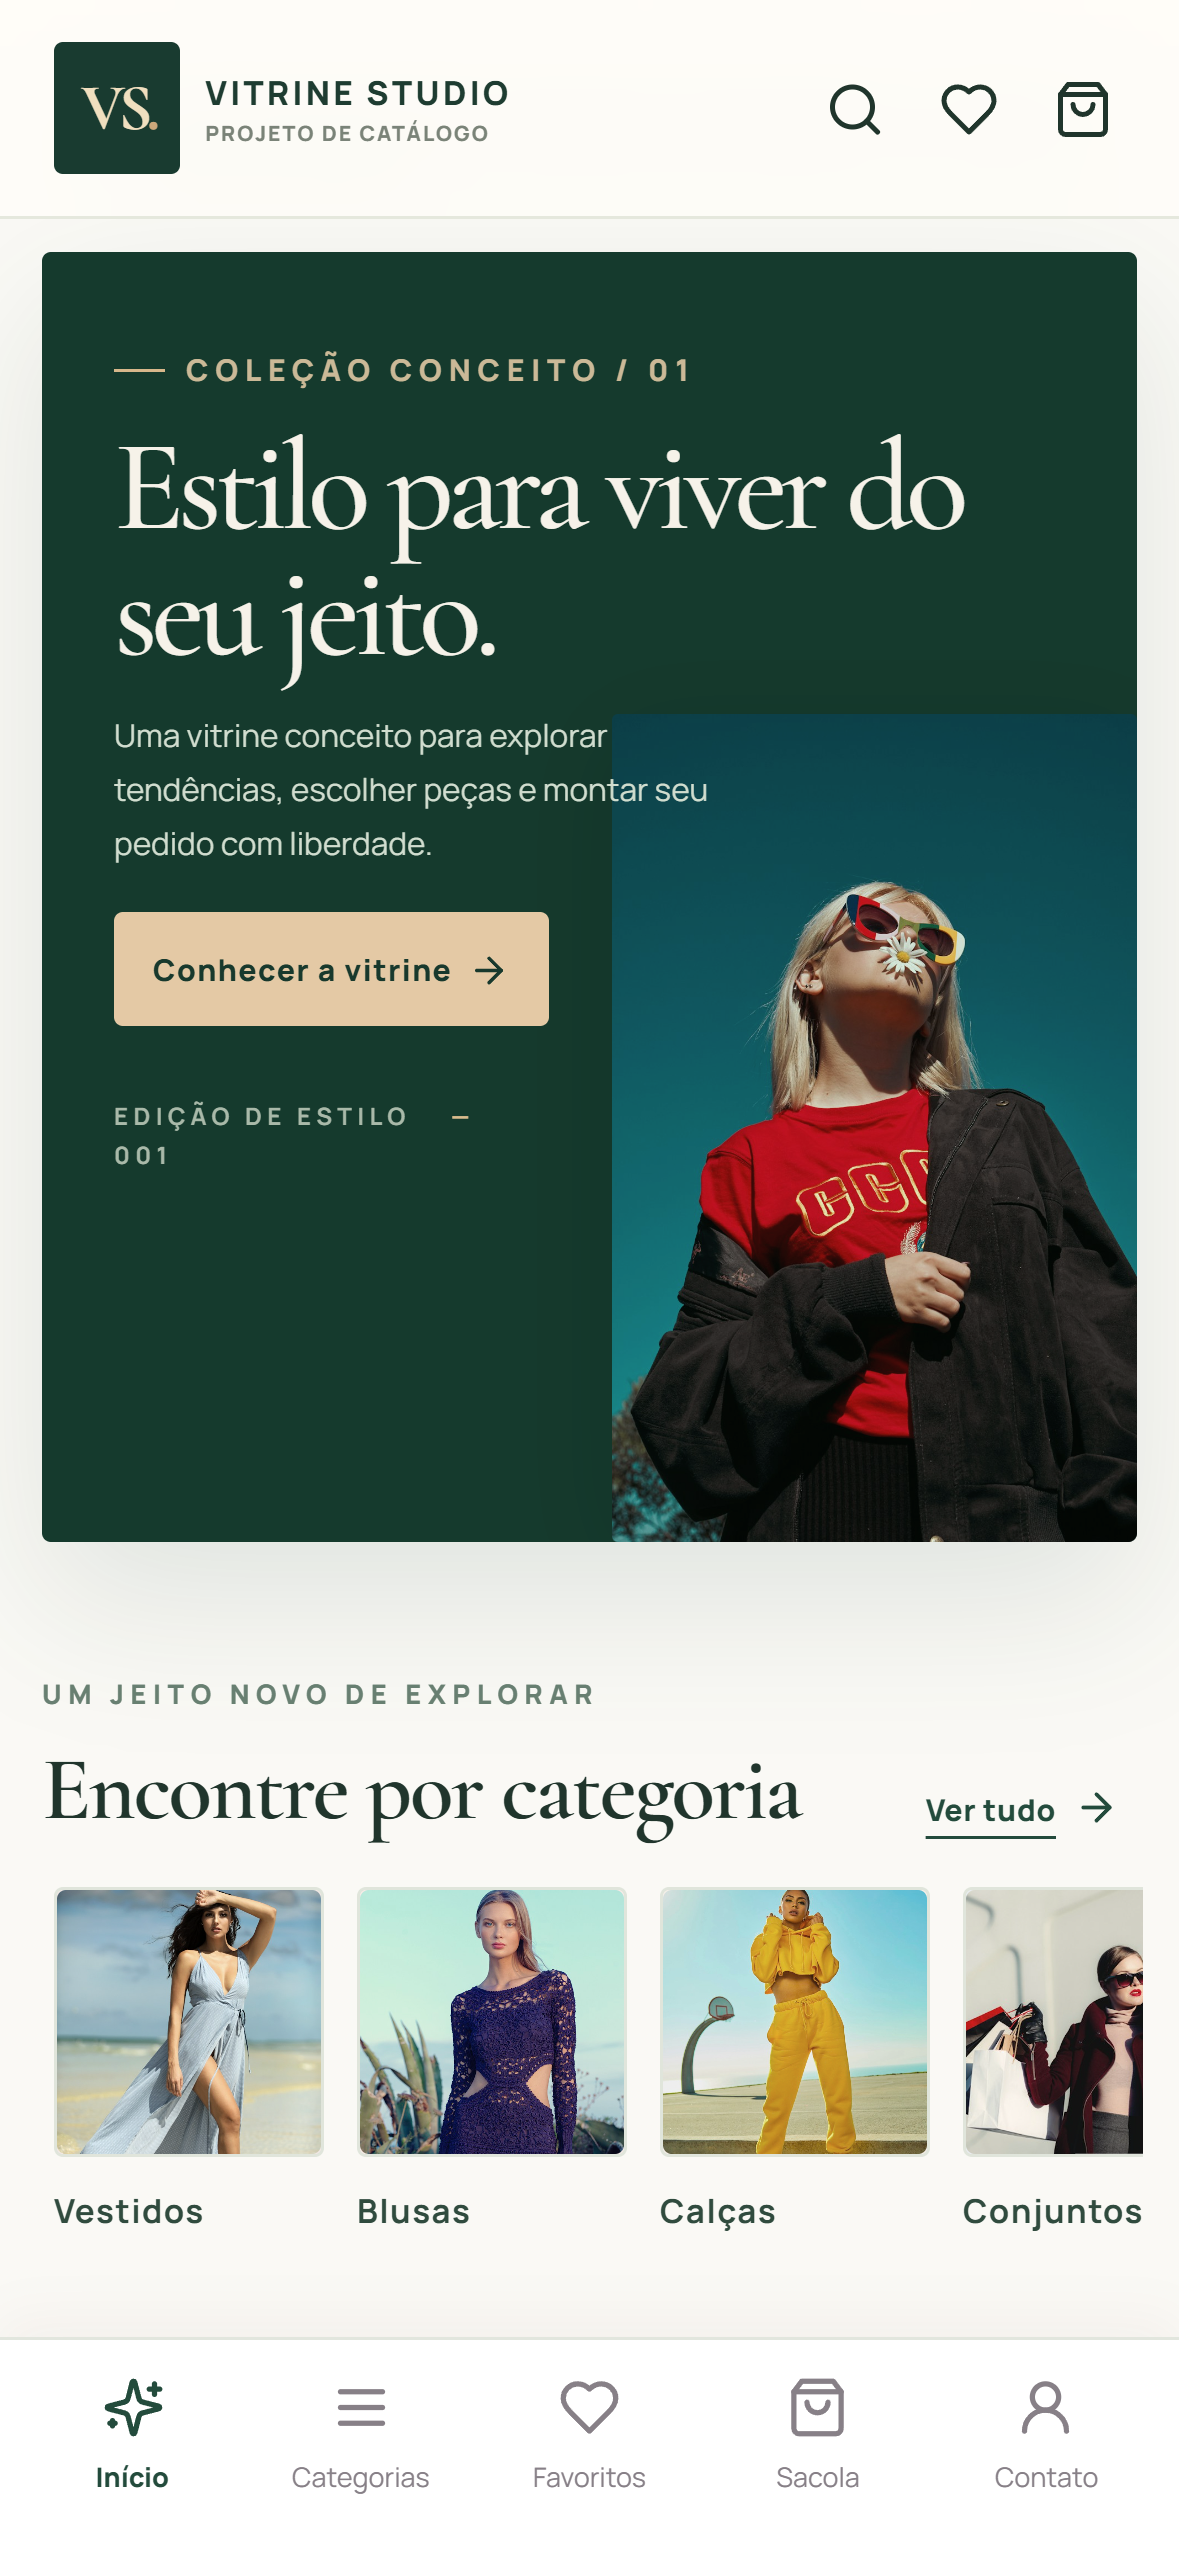 VS.
VITRINE STUDIO
PROJETO DE CATÁLOGO
COLEÇÃO CONCEITO / 01
Estilo para viver do
seu jeito.
Uma vitrine conceito para explorar
tendências, escolher peças e montar seu
pedido com liberdade.
Conhecer a vitrine →
EDIÇÃO DE ESTILO —
001
UM JEITO NOVO DE EXPLORAR
Encontre por categoria
Ver tudo →
Vestidos
Blusas
Calças
Conjuntos
Início
Categorias
Favoritos
Sacola
Contato